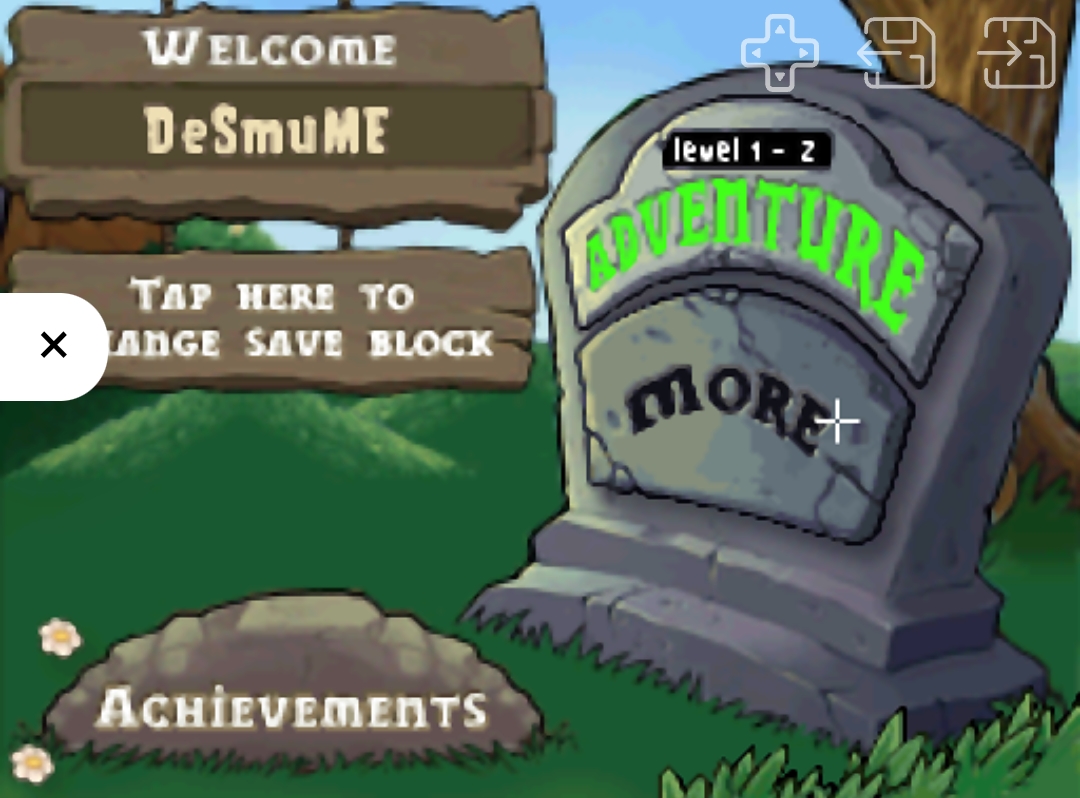 Welcome
DeSmuME
Tap here to
ange save block
level 1 - 2
ADVENTURE
MORE
Achievements